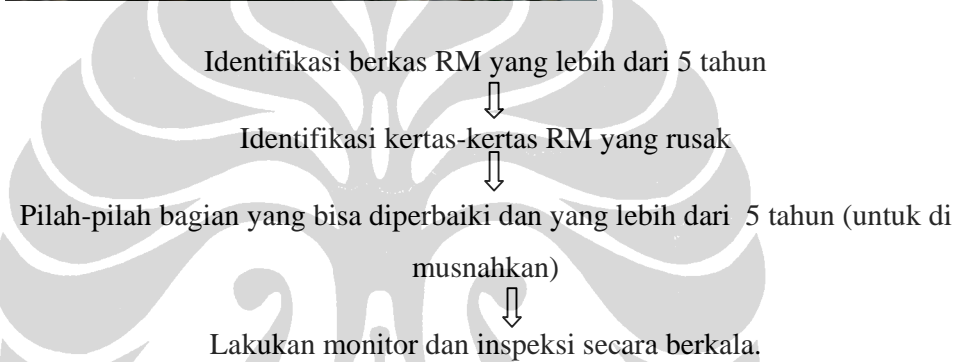 Identifikasi berkas RM yang lebih dari 5 tahun
Identifikasi kertas-kertas RM yang rusak
Pilah-pilah bagian yang bisa diperbaiki dan yang lebih dari 5 tahun (untuk di
musnahkan)
Lakukan monitor dan inspeksi secara berkala.